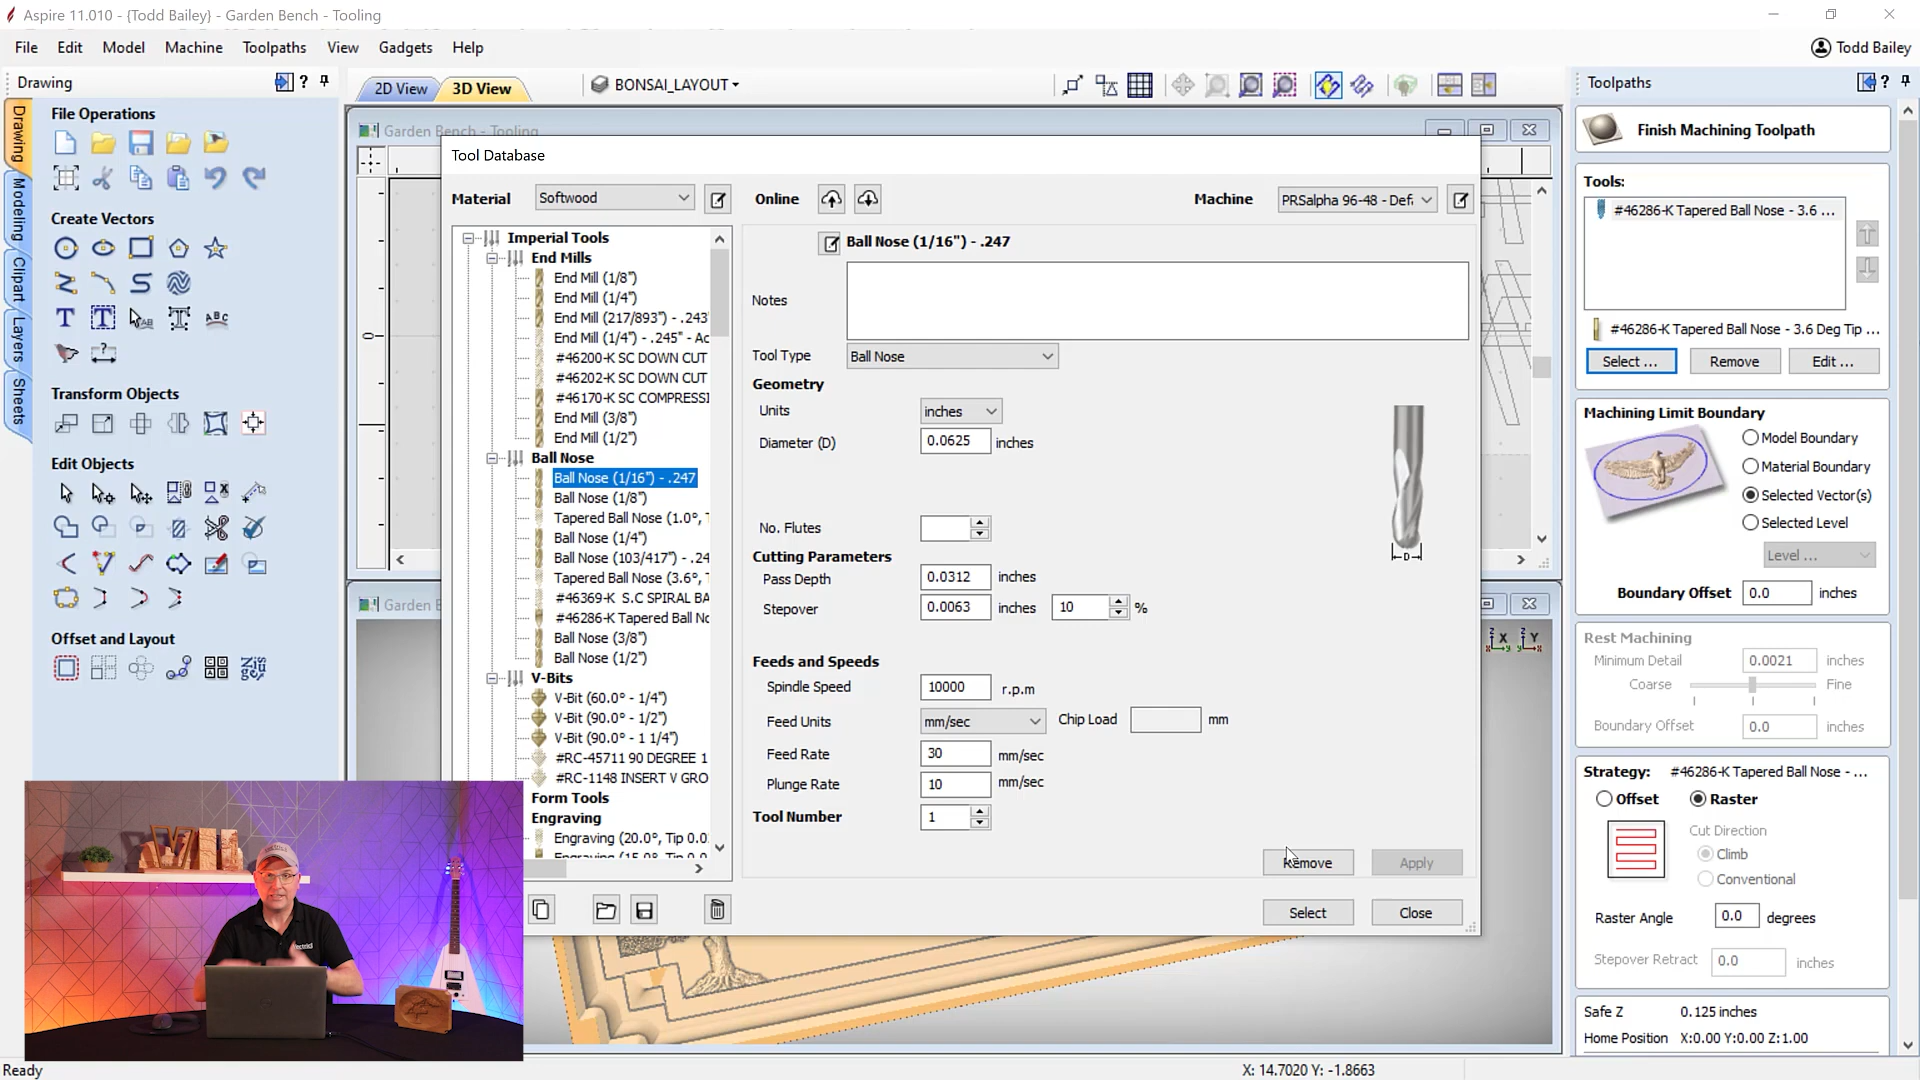 Aspire 11.010 - {Todd Bailey} - Garden Bench - Tooling
File Edit Model Machine Toolpaths View Gadgets Help
Todd Bailey
Drawing
2D View
3D View
BONSAI_LAYOUT
Toolpaths
Drawing
Modeling
Clipart
Layers
Sheets
File Operations
Create Vectors
Transform Objects
Edit Objects
Offset and Layout
Garden Bench - Tooling
0
Tool Database
Material
Softwood
Online
Machine
PRSalpha 96-48 - Def
Imperial Tools
End Mills
End Mill (1/8")
End Mill (1/4")
End Mill (217/893") - .243"
End Mill (1/4") - .245" - Ac
#46200-K SC DOWN CUT
#46202-K SC DOWN CUT
#46170-K SC COMPRESSI
End Mill (3/8")
End Mill (1/2")
Ball Nose
Ball Nose (1/16") - .247
Ball Nose (1/8")
Tapered Ball Nose (1.0°,
Ball Nose (1/4")
Ball Nose (103/417") - .24
Tapered Ball Nose (3.6°,
#46369-K S.C SPIRAL BA
#46286-K Tapered Ball No
Ball Nose (3/8")
Ball Nose (1/2")
V-Bits
V-Bit (60.0° - 1/4")
V-Bit (90.0° - 1/2")
V-Bit (90.0° - 1 1/4")
#RC-45711 90 DEGREE 1
#RC-1148 INSERT V GRO
Form Tools
Engraving
Engraving (20.0°, Tip 0.0
Engraving (15.0°, Tip 0.0
Ball Nose (1/16") - .247
Notes
Tool Type
Ball Nose
Geometry
Units
inches
Diameter (D)
0.0625
inches
No. Flutes
D
Cutting Parameters
Pass Depth
0.0312
inches
Stepover
0.0063
inches
10
%
Feeds and Speeds
Spindle Speed
10000
r.p.m
Feed Units
mm/sec
Chip Load
mm
Feed Rate
30
mm/sec
Plunge Rate
10
mm/sec
Tool Number
1
Remove
Apply
Select
Close
Garden B
X
Y
Finish Machining Toolpath
Tools:
#46286-K Tapered Ball Nose - 3.6 ...
#46286-K Tapered Ball Nose - 3.6 Deg Tip ...
Select ...
Remove
Edit ...
Machining Limit Boundary
Model Boundary
Material Boundary
Selected Vector(s)
Selected Level
Level ...
Boundary Offset
0.0
inches
Rest Machining
Minimum Detail
0.0021
inches
Coarse
Fine
Boundary Offset
0.0
inches
Strategy: #46286-K Tapered Ball Nose - ...
Offset
Raster
Cut Direction
Climb
Conventional
Raster Angle
0.0
degrees
Stepover Retract
0.0
inches
Safe Z 0.125 inches
Home Position X:0.00 Y:0.00 Z:1.00
Ready
X: 14.7020 Y: -1.8663